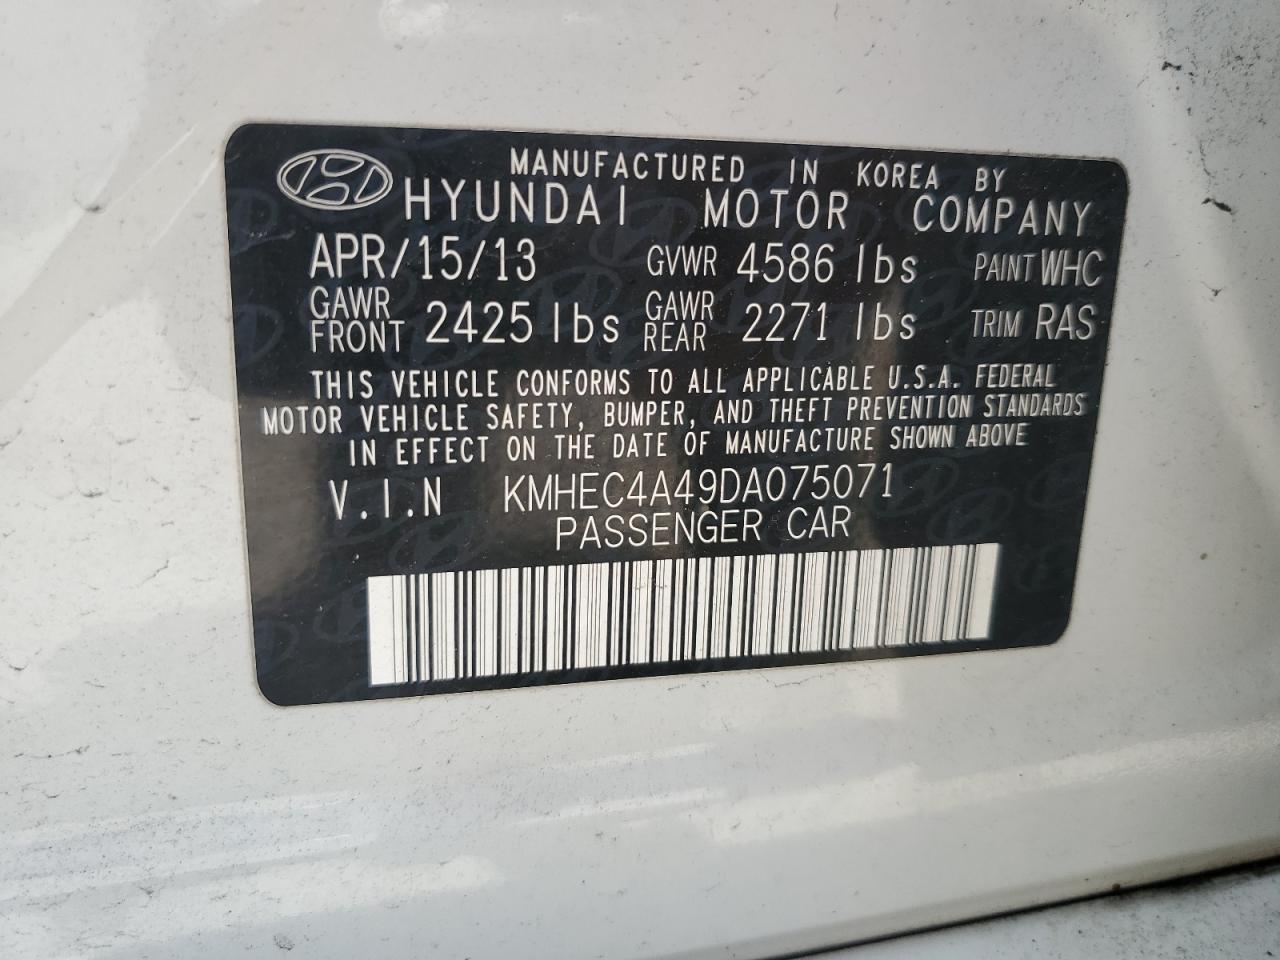 MANUFACTURED IN KOREA BY
HYUNDAI MOTOR COMPANY
APR/15/13 GVWR 4586 lbs PAINT WHC
GAWR FRONT 2425 lbs GAWR REAR 2271 lbs TRIM RAS
THIS VEHICLE CONFORMS TO ALL APPLICABLE U.S.A. FEDERAL
MOTOR VEHICLE SAFETY, BUMPER, AND THEFT PREVENTION STANDARDS
IN EFFECT ON THE DATE OF MANUFACTURE SHOWN ABOVE
V.I.N KMHEC4A49DA075071
PASSENGER CAR